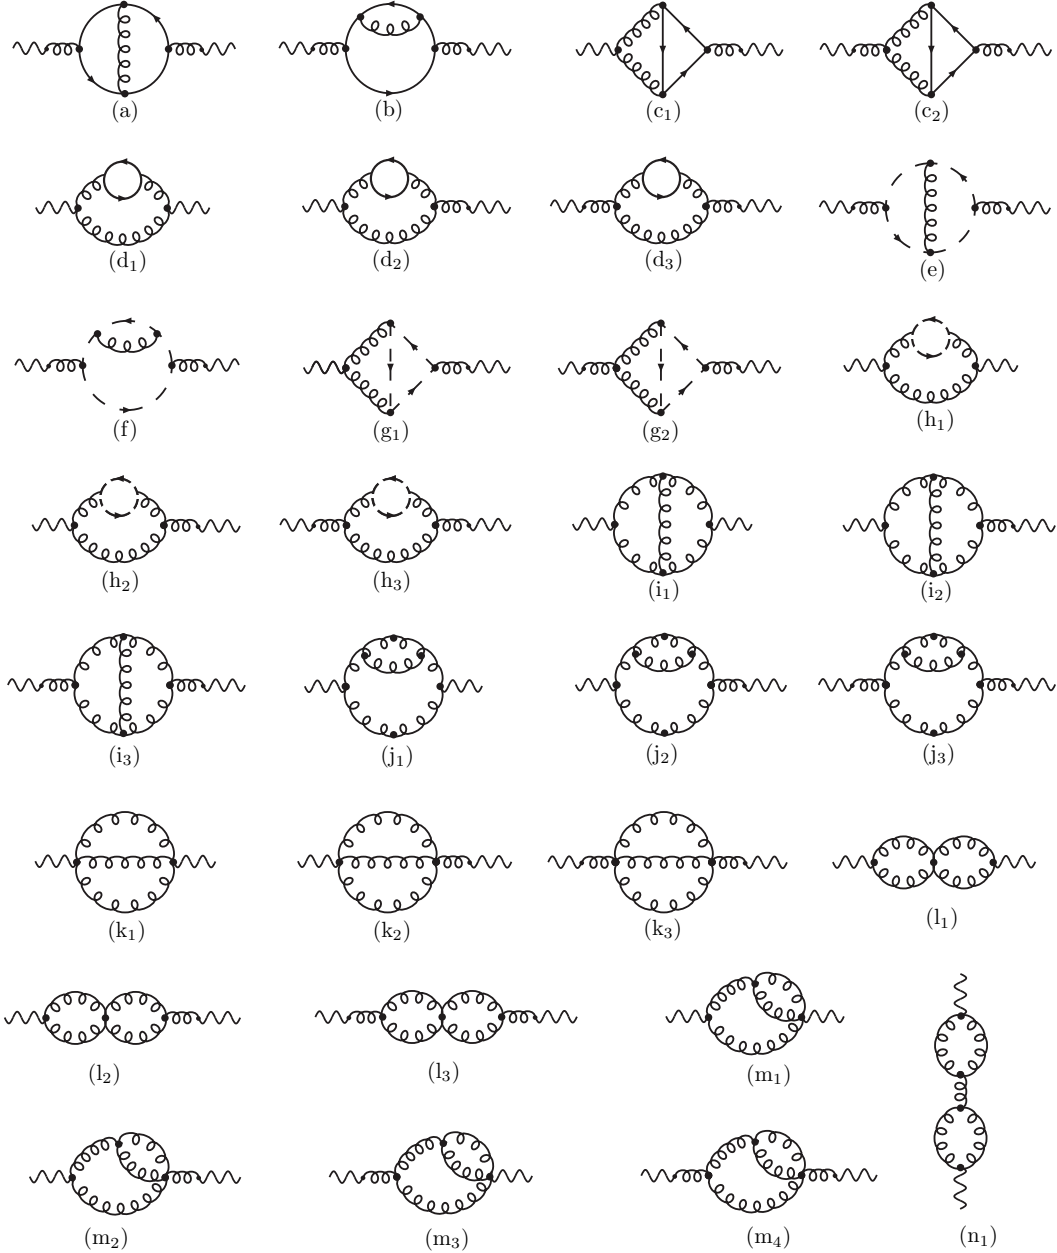 (a) (b) (c₁) (c₂)
(d₁) (d₂) (d₃) (e)
(f) (g₁) (g₂) (h₁)
(h₂) (h₃) (i₁) (i₂)
(i₃) (j₁) (j₂) (j₃)
(k₁) (k₂) (k₃) (l₁)
(l₂) (l₃) (m₁)
(m₂) (m₃) (m₄) (n₁)